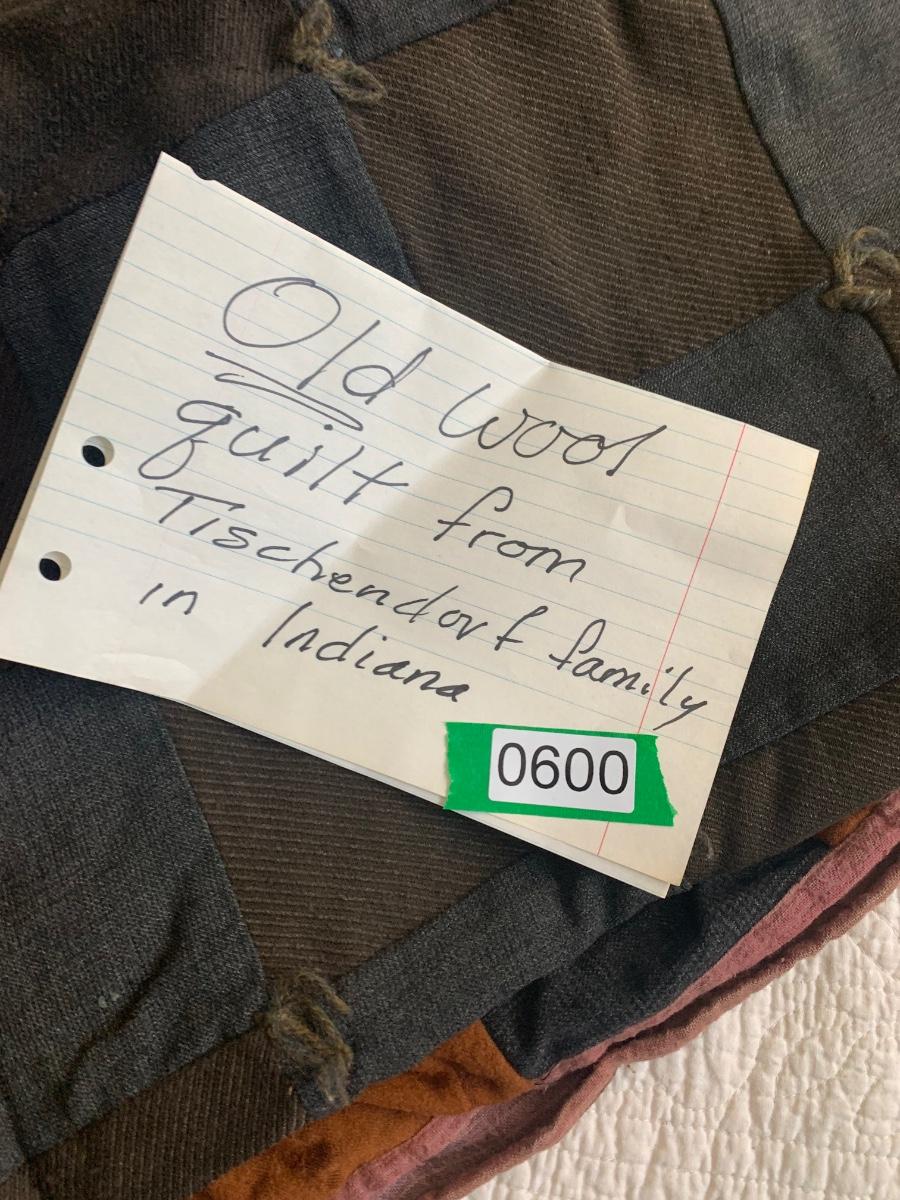 Old wool
quilt from
Tischendorf family
in Indiana
0600